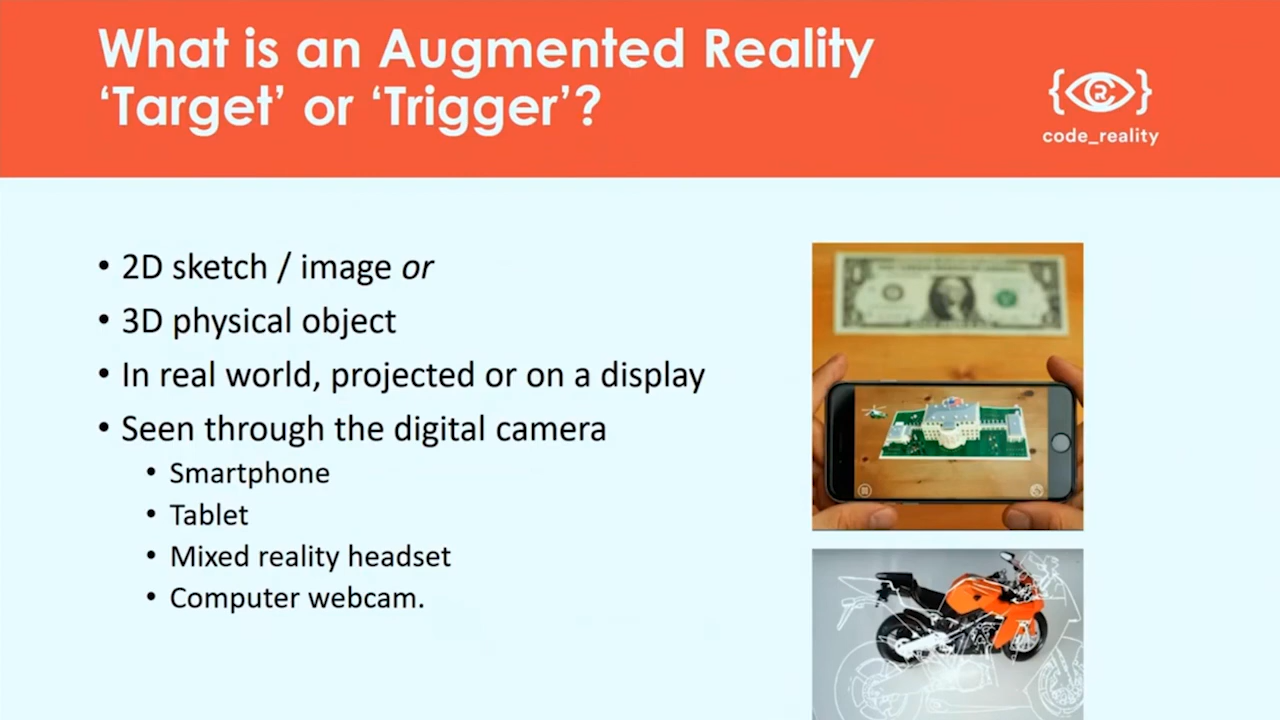 What is an Augmented Reality
‘Target’ or ‘Trigger’?
code_reality
• 2D sketch / image or
• 3D physical object
• In real world, projected or on a display
• Seen through the digital camera
• Smartphone
• Tablet
• Mixed reality headset
• Computer webcam.